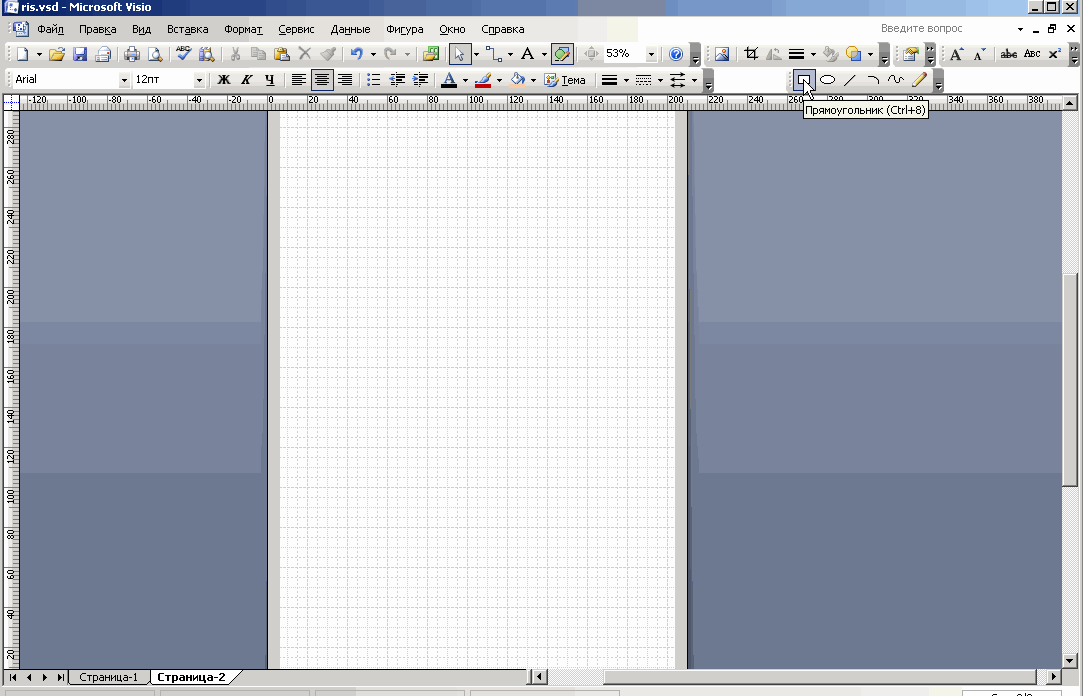 ris.vsd - Microsoft Visio
Файл Правка Вид Вставка Формат Сервис Данные Фигура Окно Справка Введите вопрос
53%
Arial 12пт Ж К Ч Тема
Прямоугольник (Ctrl+8)
-120 -100 -80 -60 -40 -20 0 20 40 60 80 100 120 140 160 180 200 220 240 260 280 300 320 340 360 380
280
260
240
220
200
180
160
140
120
100
80
60
40
20
Страница-1 Страница-2